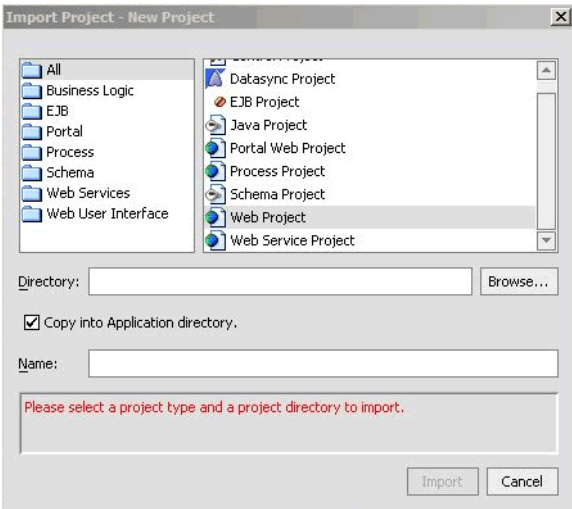 Import Project - New Project
All
Business Logic
EJB
Portal
Process
Schema
Web Services
Web User Interface
Datasync Project
EJB Project
Java Project
Portal Web Project
Process Project
Schema Project
Web Project
Web Service Project
Directory:
Browse...
Copy into Application directory.
Name:
Please select a project type and a project directory to import.
Import
Cancel